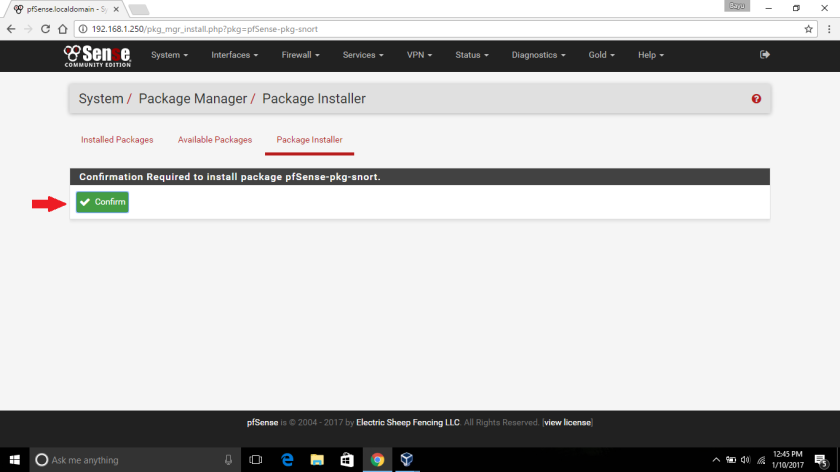 pfSense.localdomain - Sy
Bayu
192.168.1.250/pkg_mgr_install.php?pkg=pfSense-pkg-snort
Sense
COMMUNITY EDITION
System
Interfaces
Firewall
Services
VPN
Status
Diagnostics
Gold
Help
System / Package Manager / Package Installer
Installed Packages
Available Packages
Package Installer
Confirmation Required to install package pfSense-pkg-snort.
Confirm
pfSense is © 2004 - 2017 by Electric Sheep Fencing LLC. All Rights Reserved. [view license]
Ask me anything
12:45 PM
1/10/2017